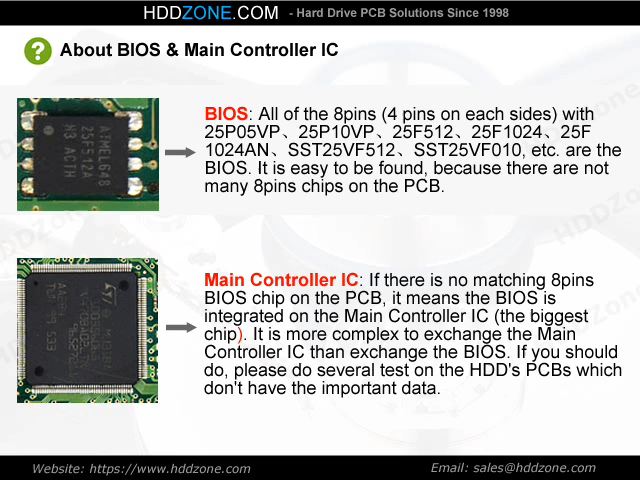 HDDZONE.COM - Hard Drive PCB Solutions Since 1998
? About BIOS & Main Controller IC
ATMEL648
25F512A
N3 ACTH
BIOS: All of the 8pins (4 pins on each sides) with
25P05VP、25P10VP、25F512、25F1024、25F
1024AN、SST25VF512、SST25VF010, etc. are the
BIOS. It is easy to be found, because there are not
many 8pins chips on the PCB.
Main Controller IC: If there is no matching 8pins
BIOS chip on the PCB, it means the BIOS is
integrated on the Main Controller IC (the biggest
chip). It is more complex to exchange the Main
Controller IC than exchange the BIOS. If you should
do, please do several test on the HDD's PCBs which
don't have the important data.
Website: https://www.hddzone.com Email: sales@hddzone.com